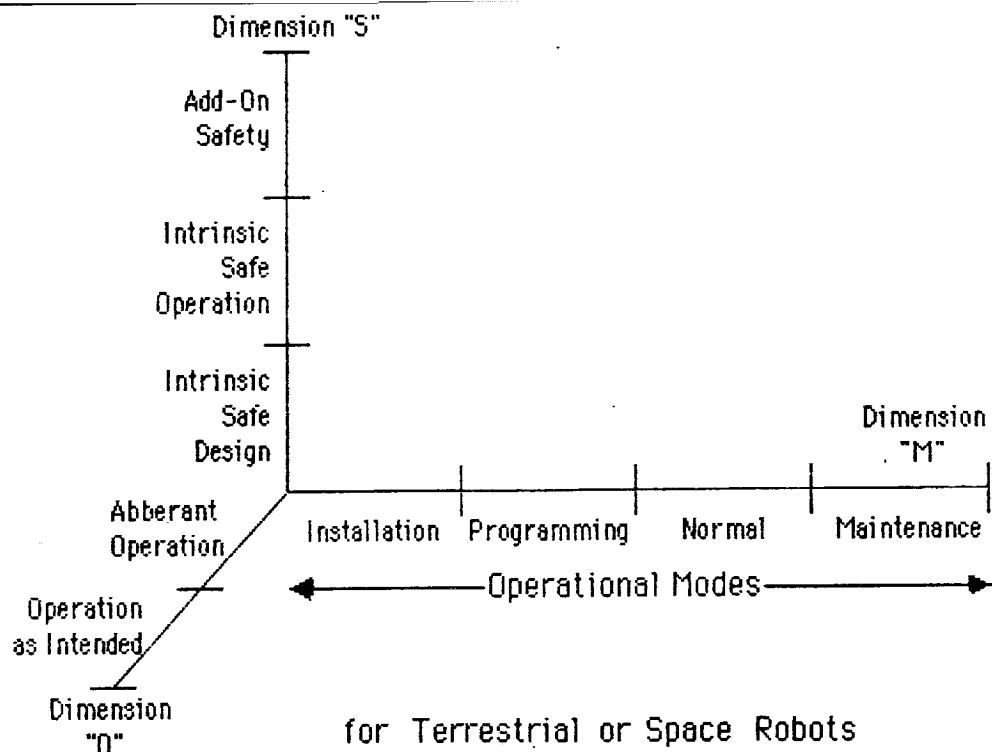 Dimension "S"
Add-On
Safety
Intrinsic
Safe
Operation
Intrinsic
Safe
Design
Dimension
"M"
Abberant
Operation
Installation
Programming
Normal
Maintenance
Operational Modes
Operation
as Intended
Dimension
"O"
for Terrestrial or Space Robots